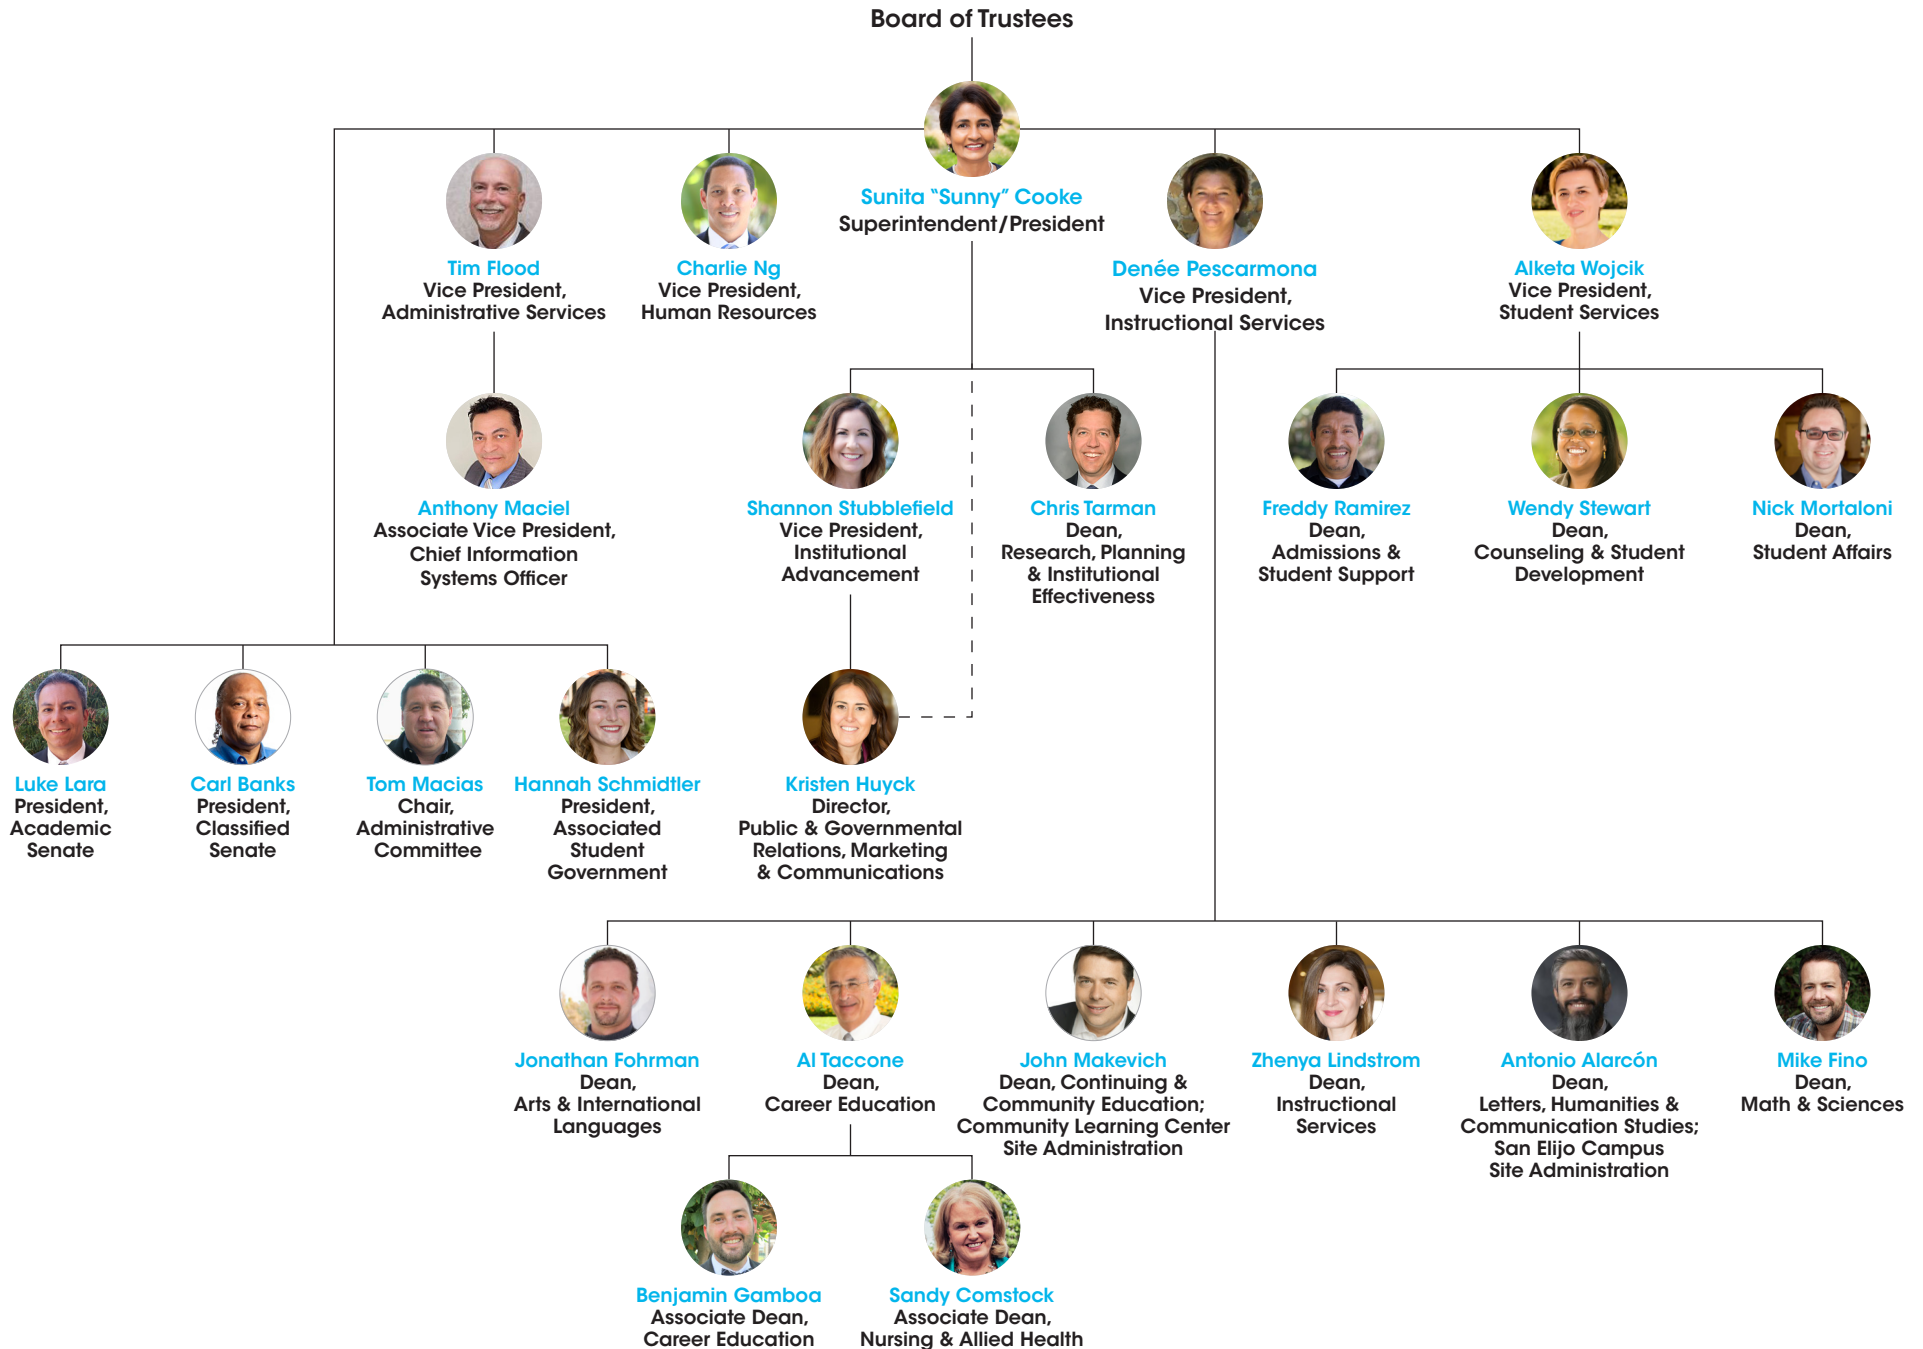 Board of Trustees
Sunita “Sunny” Cooke
Superintendent/President
Tim Flood
Vice President,
Administrative Services
Charlie Ng
Vice President,
Human Resources
Denée Pescarmona
Vice President,
Instructional Services
Alketa Wojcik
Vice President,
Student Services
Anthony Maciel
Associate Vice President,
Chief Information
Systems Officer
Shannon Stubblefield
Vice President,
Institutional
Advancement
Chris Tarman
Dean,
Research, Planning
& Institutional
Effectiveness
Freddy Ramirez
Dean,
Admissions &
Student Support
Wendy Stewart
Dean,
Counseling & Student
Development
Nick Mortaloni
Dean,
Student Affairs
Luke Lara
President,
Academic
Senate
Carl Banks
President,
Classified
Senate
Tom Macias
Chair,
Administrative
Committee
Hannah Schmidtler
President,
Associated
Student
Government
Kristen Huyck
Director,
Public & Governmental
Relations, Marketing
& Communications
Jonathan Fohrman
Dean,
Arts & International
Languages
Al Taccone
Dean,
Career Education
John Makevich
Dean, Continuing &
Community Education;
Community Learning Center
Site Administration
Zhenya Lindstrom
Dean,
Instructional
Services
Antonio Alarcón
Dean,
Letters, Humanities &
Communication Studies;
San Elijo Campus
Site Administration
Mike Fino
Dean,
Math & Sciences
Benjamin Gamboa
Associate Dean,
Career Education
Sandy Comstock
Associate Dean,
Nursing & Allied Health